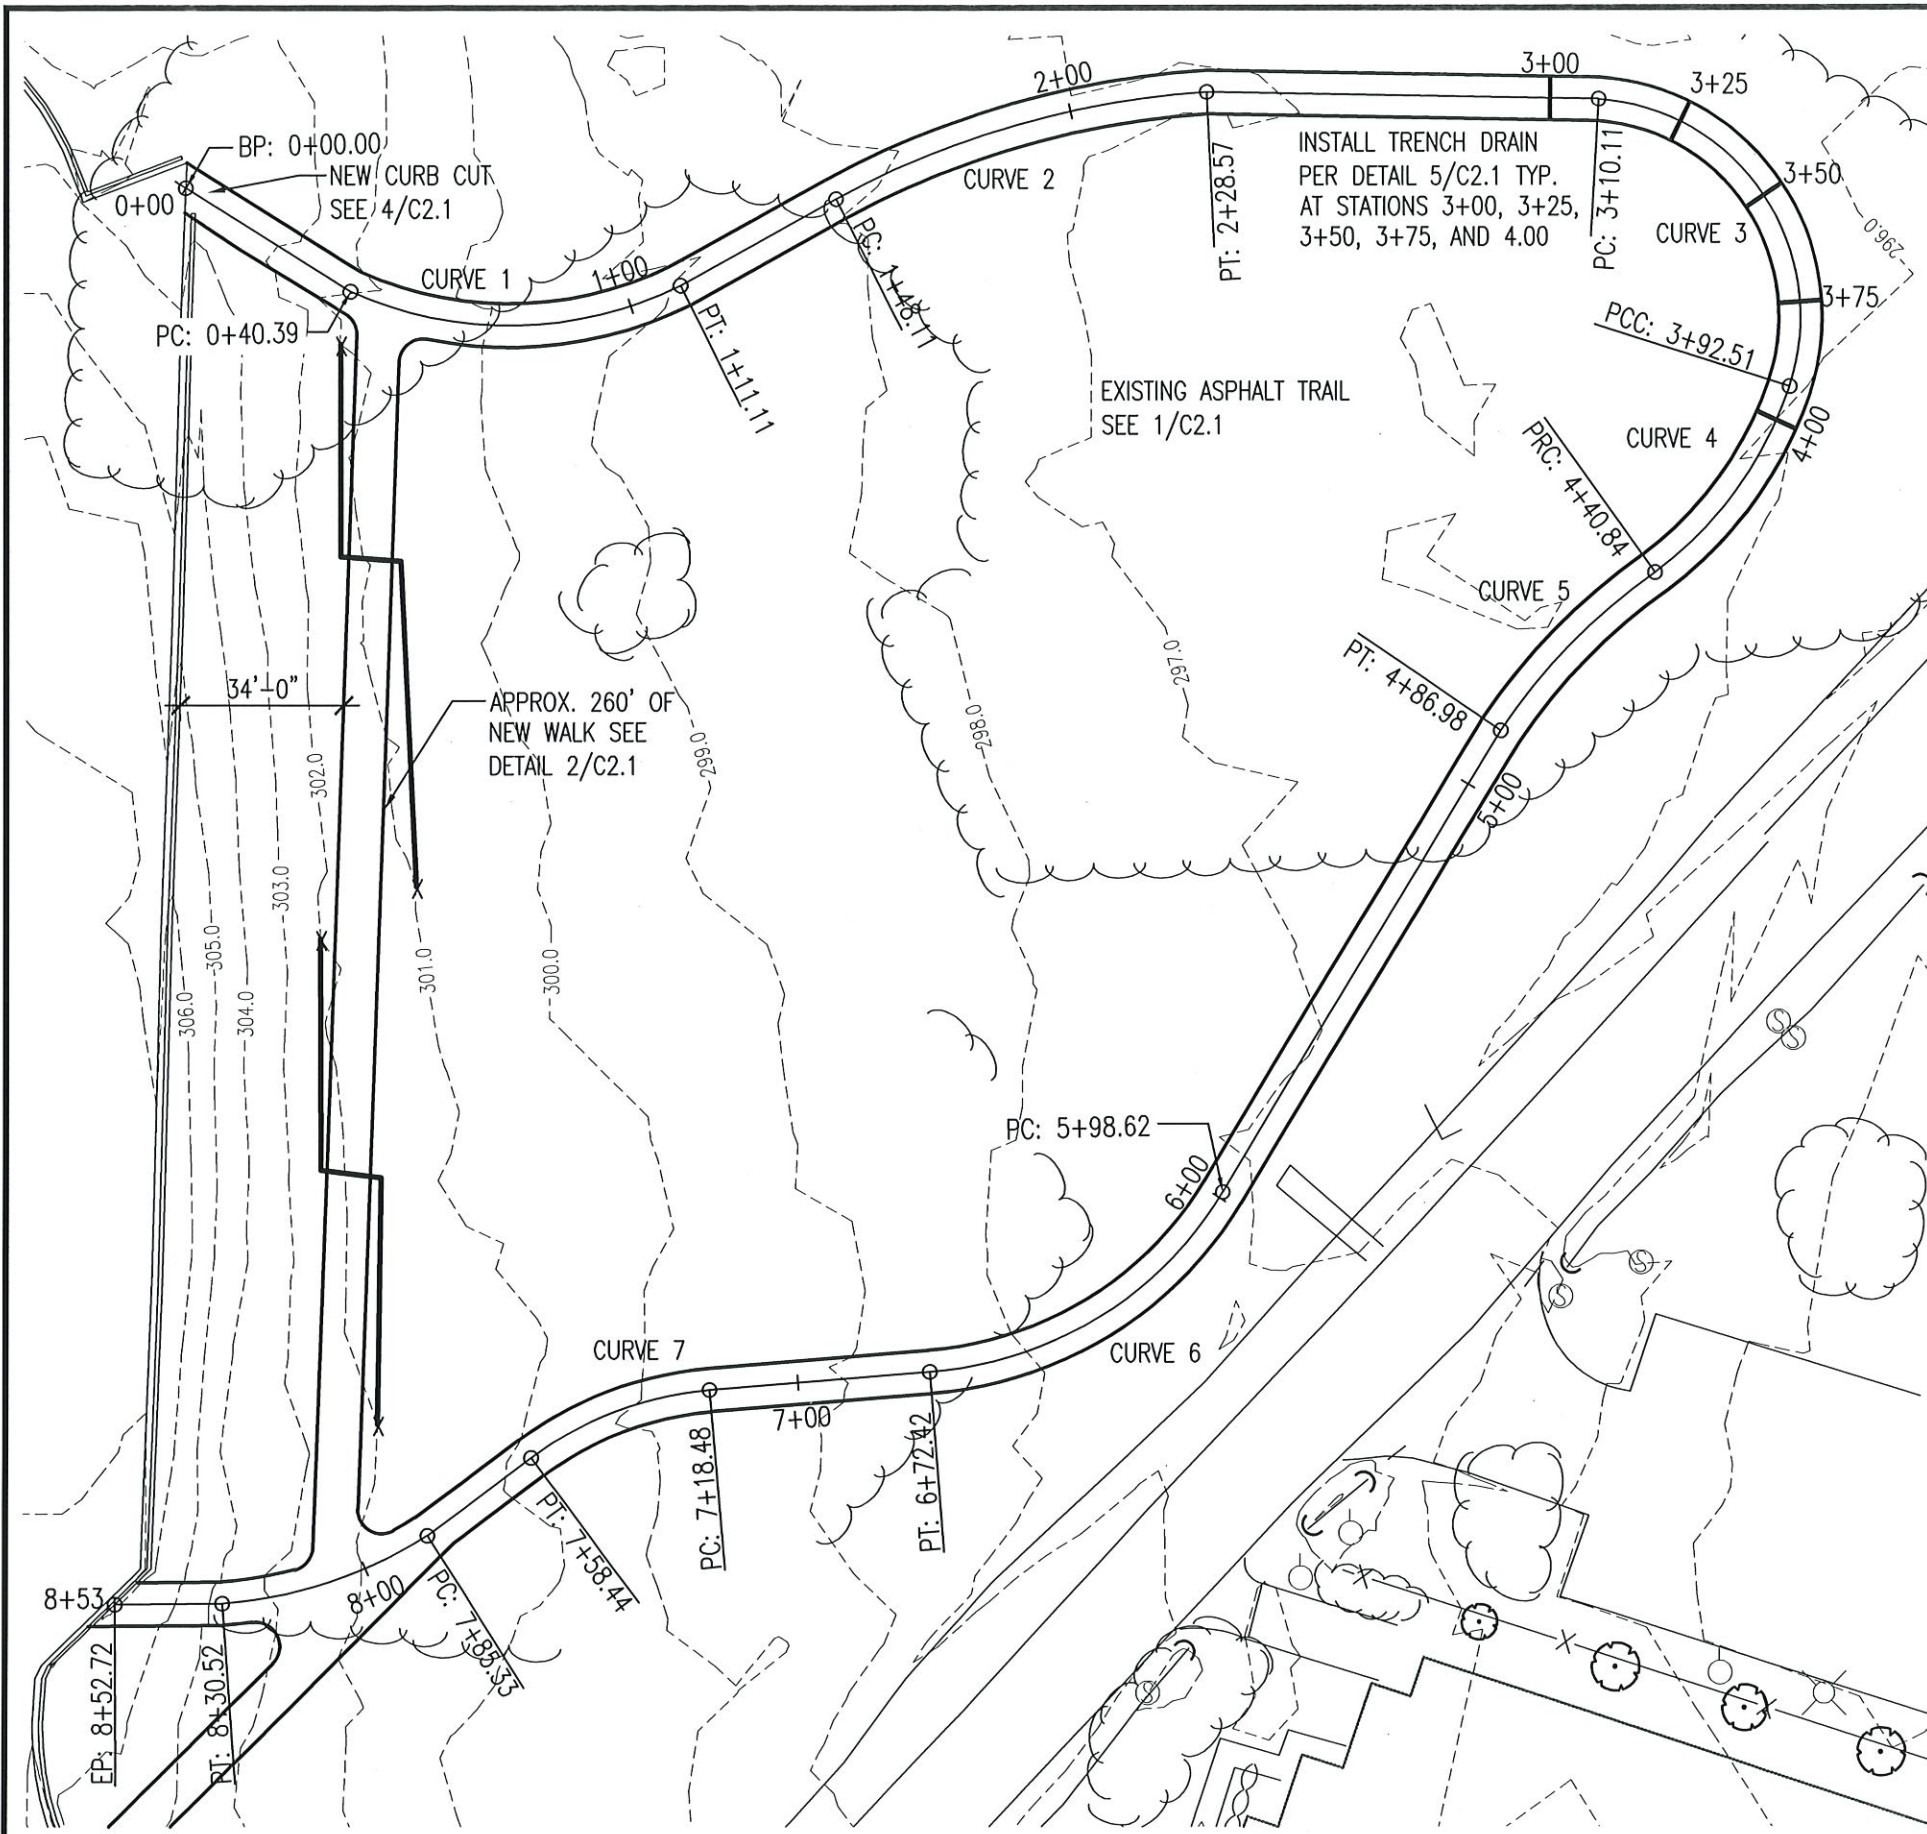 BP: 0+00.00
0+00
NEW CURB CUT
SEE 4/C2.1
PC: 0+40.39
CURVE 1
1+00
PT: 1+11.11
PC: 1+48.11
CURVE 2
2+00
PT: 2+28.57
INSTALL TRENCH DRAIN
PER DETAIL 5/C2.1 TYP.
AT STATIONS 3+00, 3+25,
3+50, 3+75, AND 4.00
3+00
PC: 3+10.11
3+25
3+50
CURVE 3
296.0
3+75
PCC: 3+92.51
4+00
CURVE 4
PRC: 4+40.84
EXISTING ASPHALT TRAIL
SEE 1/C2.1
CURVE 5
PT: 4+86.98
5+00
297.0
298.0
299.0
34'-0"
APPROX. 260' OF
NEW WALK SEE
DETAIL 2/C2.1
302.0
303.0
305.0
306.0
304.0
301.0
300.0
PC: 5+98.62
6+00
CURVE 6
CURVE 7
7+00
PT: 6+72.42
PC: 7+18.48
PT: 7+58.44
PC: 7+85.33
8+00
8+53
PT: 8+30.52
EP: 8+52.72
S
S
S
S
S